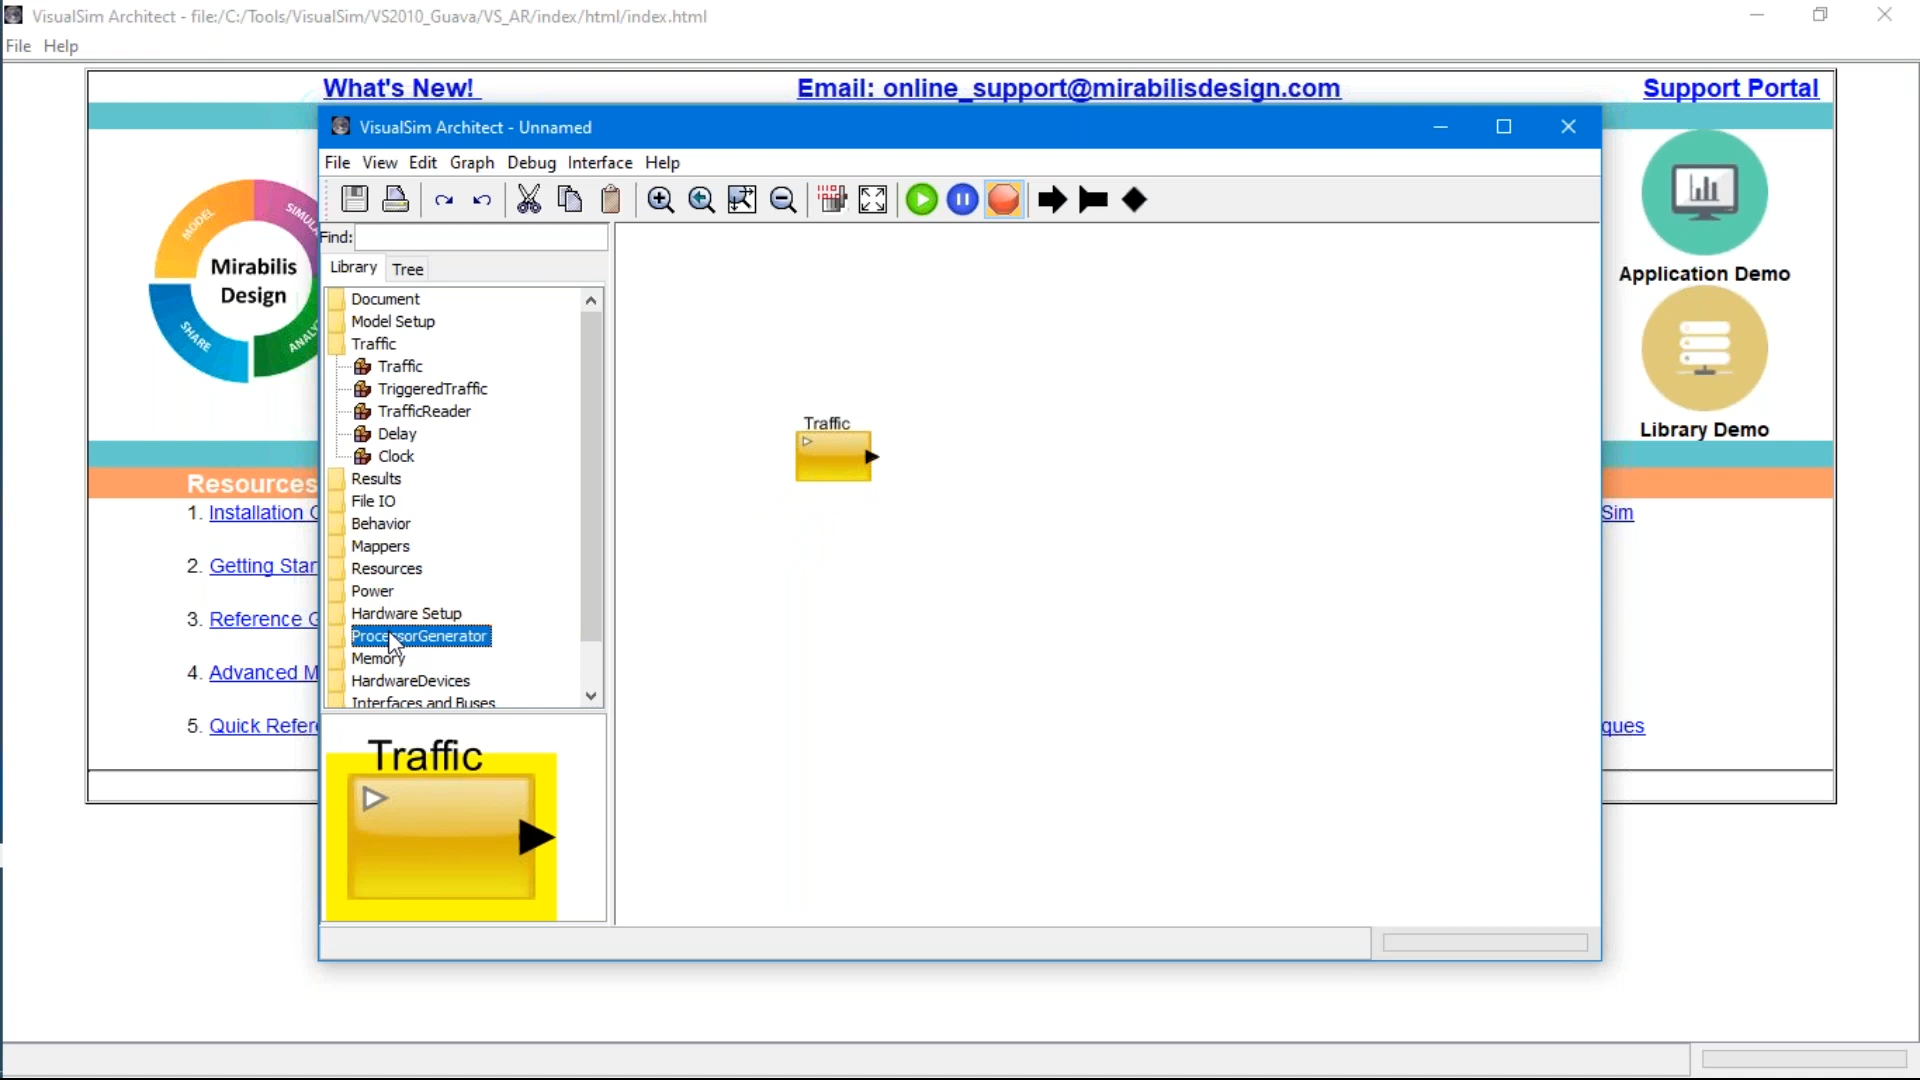 VisualSim Architect - file:/C:/Tools/VisualSim/VS2010_Guava/VS_AR/index/html/index.html
File Help
What's New! Email: online_support@mirabilisdesign.com Support Portal
VisualSim Architect - Unnamed
File View Edit Graph Debug Interface Help
Find:
Library Tree
Document
Model Setup
Traffic
Traffic
TriggeredTraffic
TrafficReader
Delay
Clock
Results
File IO
Behavior
Mappers
Resources
Power
Hardware Setup
ProcessorGenerator
Memory
HardwareDevices
Interfaces and Buses
Traffic
Traffic
MODEL
SIMULA
SHARE
ANALY
Mirabilis
Design
Application Demo
Library Demo
Resources
1. Installation
2. Getting Star
3. Reference
4. Advanced M
5. Quick Refer
Sim
ques